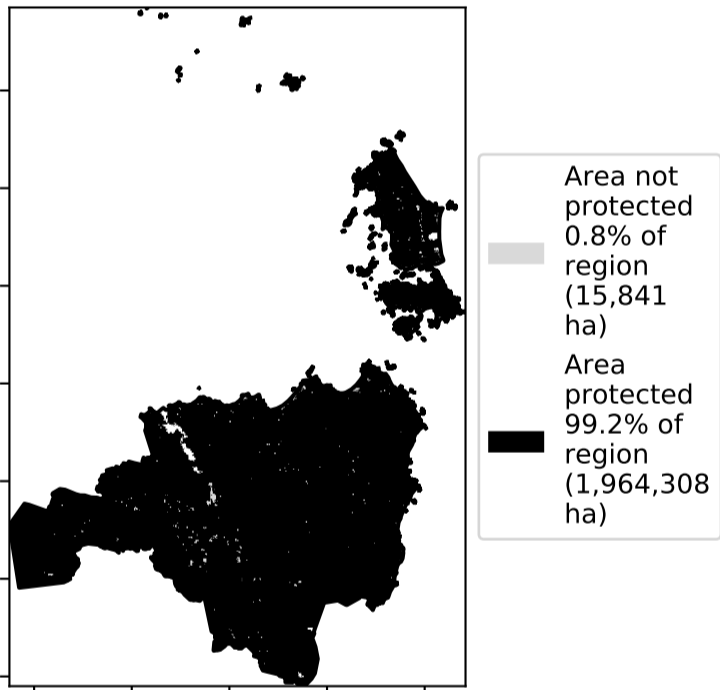 Area not
protected
0.8% of
region
(15,841
ha)
Area
protected
99.2% of
region
(1,964,308
ha)